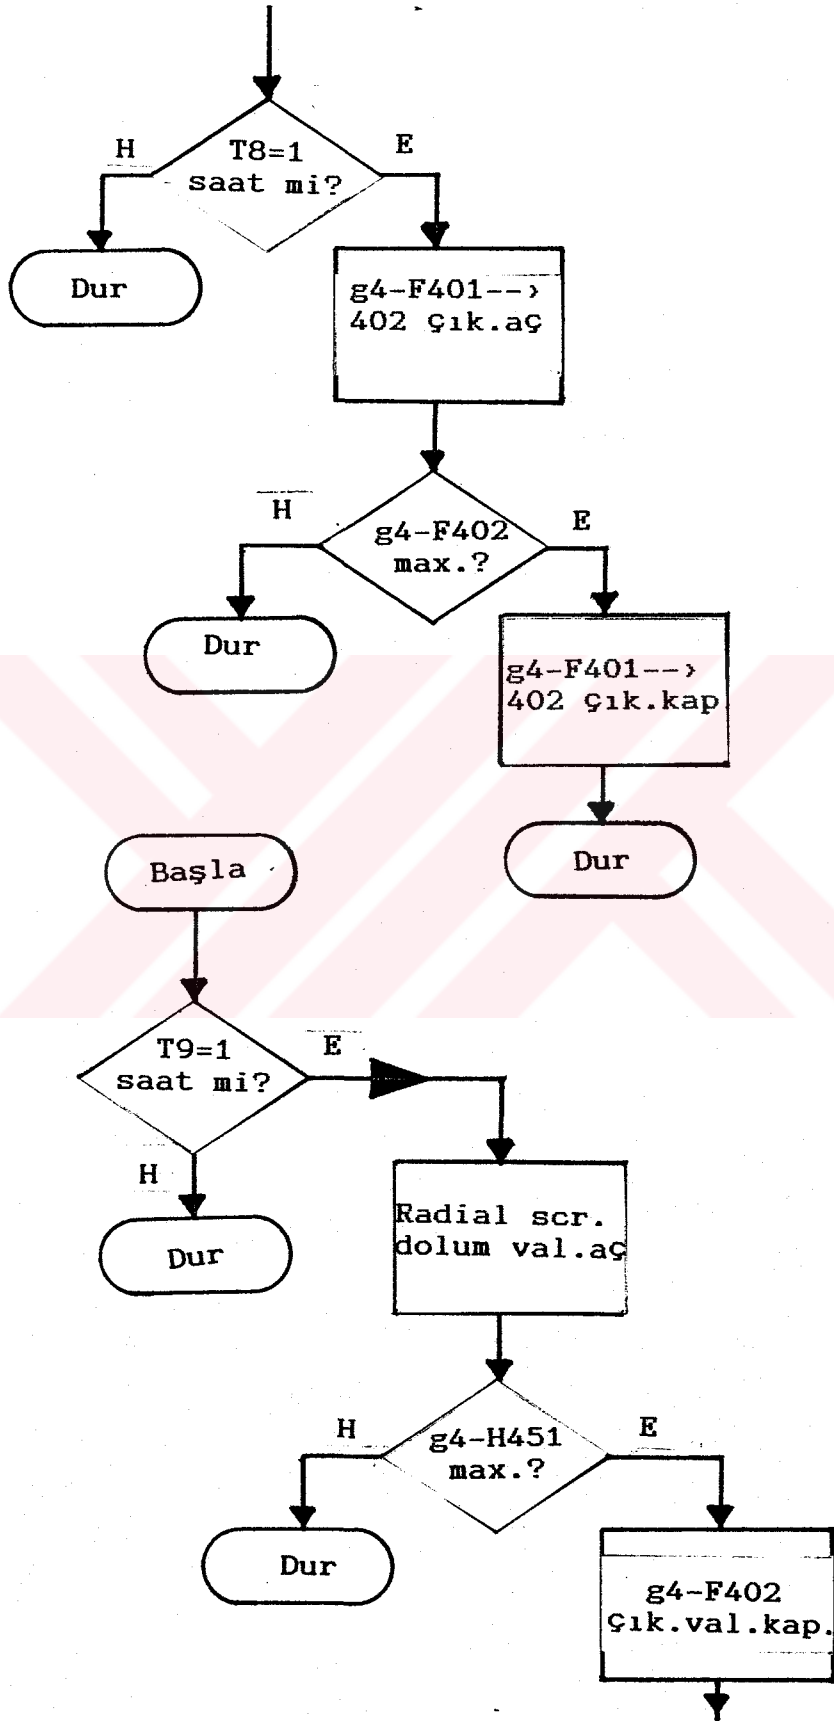 H
T8=1
saat mi?
E
Dur
g4-F401-->
402 çık.aç
H
g4-F402
max.?
E
Dur
g4-F401-->
402 çık.kap
Dur
Başla
T9=1
saat mi?
E
H
Dur
Radial scr.
dolum val.aç
H
g4-H451
max.?
E
Dur
g4-F402
çık.val.kap.